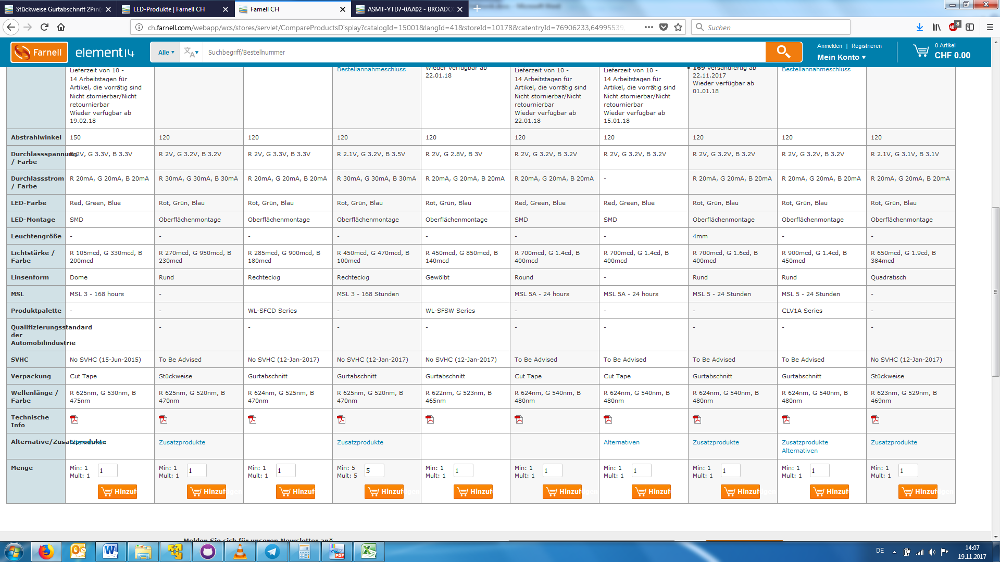 Stückweise Gurtabschnitt 2Pin(s
LED-Produkte | Farnell CH
Farnell CH
ASMT-YTD7-0AA02 - BROADCO
ch.farnell.com/webapp/wcs/stores/servlet/CompareProductsDisplay?catalogId=15001&langId=41&storeId=10178&catentryId=76906233,64995539,
Suchen
8
Farnell element14
Alle
Suchbegriff/Bestellnummer
Anmelden | Registrieren
Mein Konto
0 Artikel
CHF 0.00
Lieferzeit von 10 -
14 Arbeitstagen für
Artikel, die vorrätig sind
Nicht stornierbar/Nicht
retournierbar
Wieder verfügbar ab
19.02.18
Bestellannahmeschluss
Wieder verfügbar ab
22.01.18
Lieferzeit von 10 -
14 Arbeitstagen für
Artikel, die vorrätig sind
Nicht stornierbar/Nicht
retournierbar
Wieder verfügbar ab
22.01.18
Lieferzeit von 10 -
14 Arbeitstagen für
Artikel, die vorrätig sind
Nicht stornierbar/Nicht
retournierbar
Wieder verfügbar ab
15.01.18
169 versandfertig ab
22.11.2017
Wieder verfügbar ab
01.01.18
Bestellannahmeschluss
Abstrahlwinkel 150 120 120 120 120 120 120 120 120 120
Durchlassspannung / Farbe R 2V, G 3.3V, B 3.3V R 2V, G 3.2V, B 3.2V R 2V, G 3.3V, B 3.3V R 2.1V, G 3.2V, B 3.5V R 2V, G 2.8V, B 3V R 2V, G 3.2V, B 3.2V R 2V, G 3.2V, B 3.2V R 2V, G 3.2V, B 3.2V R 2V, G 3.2V, B 3.2V R 2.1V, G 3.1V, B 3.1V
Durchlassstrom / Farbe R 20mA, G 20mA, B 20mA R 30mA, G 30mA, B 30mA R 20mA, G 20mA, B 20mA R 30mA, G 30mA, B 30mA R 20mA, G 20mA, B 20mA R 20mA, G 20mA, B 20mA - R 20mA, G 20mA, B 20mA R 20mA, G 20mA, B 20mA R 20mA, G 20mA, B 20mA
LED-Farbe Red, Green, Blue Rot, Grün, Blau Rot, Grün, Blau Rot, Grün, Blau Rot, Grün, Blau Red, Green, Blue Red, Green, Blue Rot, Grün, Blau Rot, Grün, Blau Rot, Grün, Blau
LED-Montage SMD Oberflächenmontage Oberflächenmontage Oberflächenmontage Oberflächenmontage SMD SMD Oberflächenmontage Oberflächenmontage Oberflächenmontage
Leuchtengröße - - - - - - - 4mm - -
Lichtstärke / Farbe R 105mcd, G 330mcd, B 200mcd R 270mcd, G 950mcd, B 230mcd R 285mcd, G 900mcd, B 180mcd R 450mcd, G 470mcd, B 100mcd R 450mcd, G 850mcd, B 140mcd R 700mcd, G 1.4cd, B 400mcd R 700mcd, G 1.4cd, B 400mcd R 700mcd, G 1.6cd, B 400mcd R 900mcd, G 1.4cd, B 450mcd R 650mcd, G 1.9cd, B 384mcd
Linsenform Dome Rund Rechteckig Rechteckig Gewölbt Round - Rund Rund Quadratisch
MSL MSL 3 - 168 hours - MSL 3 - 168 Stunden MSL 5A - 24 hours MSL 5A - 24 hours MSL 5 - 24 Stunden MSL 5 - 24 Stunden -
Produktpalette - - WL-SFCD Series - WL-SFSW Series - - - CLV1A Series -
Qualifizierungsstandard der Automobilindustrie - - - - - - - - -
SVHC No SVHC (15-Jun-2015) To Be Advised No SVHC (12-Jan-2017) No SVHC (12-Jan-2017) No SVHC (12-Jan-2017) To Be Advised To Be Advised To Be Advised To Be Advised No SVHC (12-Jan-2017)
Verpackung Cut Tape Stückweise Gurtabschnitt Gurtabschnitt Gurtabschnitt Cut Tape Cut Tape Gurtabschnitt Gurtabschnitt Stückweise
Wellenlänge / Farbe R 625nm, G 530nm, B 475nm R 625nm, G 520nm, B 470nm R 624nm, G 525nm, B 470nm R 625nm, G 520nm, B 470nm R 622nm, G 523nm, B 465nm R 624nm, G 540nm, B 480nm R 624nm, G 540nm, B 480nm R 624nm, G 540nm, B 480nm R 624nm, G 540nm, B 480nm R 623nm, G 529nm, B 469nm
Technische Info
Alternative/Zusatzprodukte Alternativen Zusatzprodukte Zusatzprodukte Alternativen Zusatzprodukte Zusatzprodukte Alternativen Zusatzprodukte
Menge Min: 1 Mult: 1 1 Min: 1 Mult: 1 1 Min: 1 Mult: 1 1 Min: 5 Mult: 5 5 Min: 1 Mult: 1 1 Min: 1 Mult: 1 1 Min: 1 Mult: 1 1 Min: 1 Mult: 1 1 Min: 1 Mult: 1 1 Min: 1 Mult: 1 1
Hinzuf Hinzufügen Hinzuf Hinzufügen Hinzuf Hinzufügen Hinzuf Hinzufügen Hinzuf Hinzufügen
Melden Sie sich für unseren Newsletter an*
DE
14:07
19.11.2017